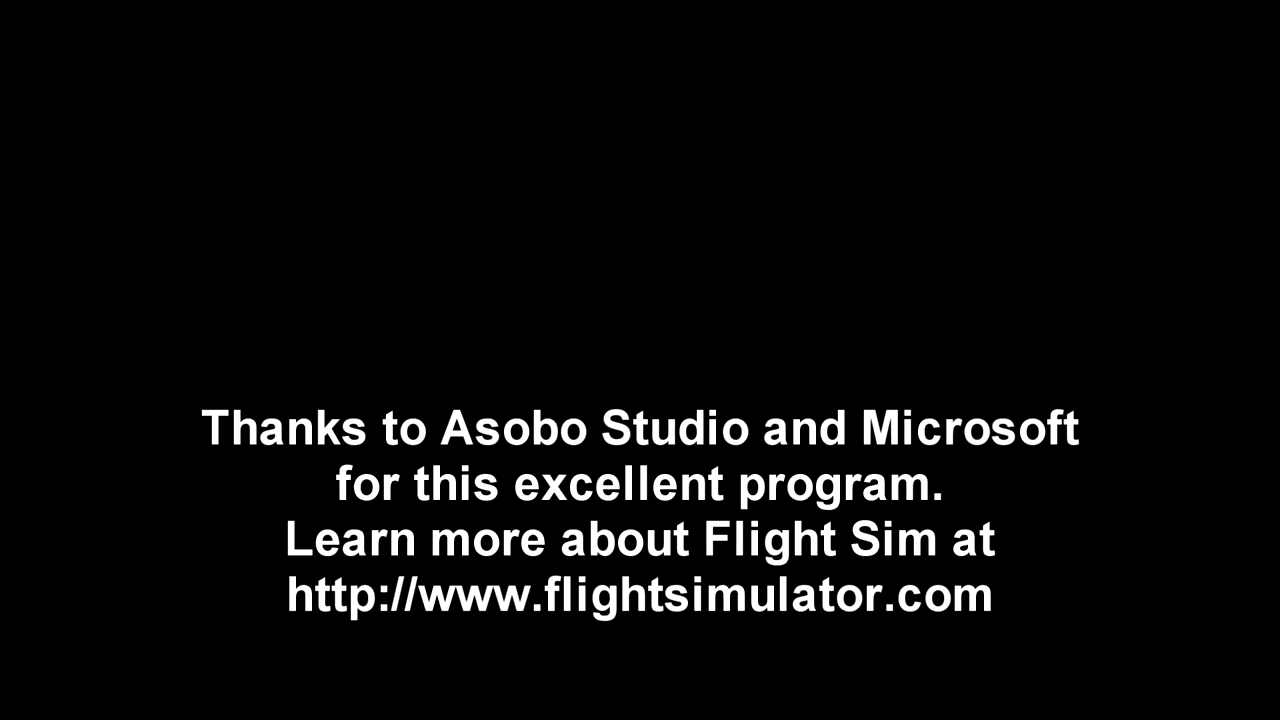 Thanks to Asobo Studio and Microsoft
for this excellent program.
Learn more about Flight Sim at
http://www.flightsimulator.com